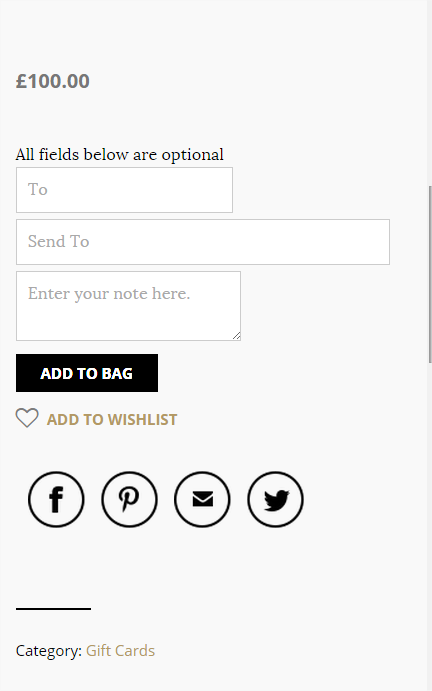 £100.00
All fields below are optional
To
Send To
Enter your note here.
ADD TO BAG
ADD TO WISHLIST
Category: Gift Cards